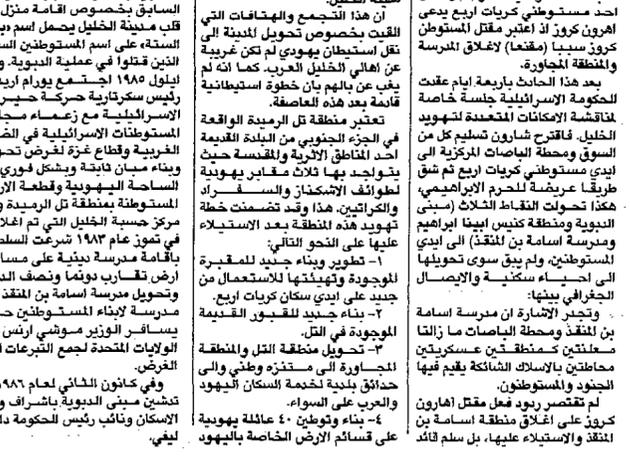 احد مستوطني كريات اربع يدعى
اهرون كروز اذ اعتبر مقتل المستوطن
كروز سببا (مقنعا) لاغلاق المدرسة
والمنطقة المجاورة.
بعد هذا الحادث بأربعة ايام عقدت
الحكومة الاسرائيلية جلسة خاصة
لمناقشة الامكانات المتعددة لتهويد
الخليل. فاقترح شارون تسليم كل من
السوق ومحطة الباصات المركزية الى
ايدي مستوطني كريات اربع ثم شق
طريقا عريضة للحرم الابراهيمي،
هكذا تحولت النقاط الثلاث (مبنى
الدبوية ومنطقة كنيس ابينا ابراهيم
ومدرسة اسامة بن المنقذ) الى ايدي
المستوطنين، ولم يبق سوى تحويلها
الى احياء سكنية والايصال
الجغرافي بينها:
وتجدر الاشارة ان مدرسة اسامة
بن المنقذ ومحطة الباصات ما زالتا
معلنتين كمنطقتين عسكريتين
محاطتين بالاسلاك الشائكة يقيم فيها
الجنود والمستوطنون.
لم تقتصر ردود فعل مقتل اهارون
كروز على اغلاق منطقة اسامة بن
المنقذ والاستيلاء عليها، بل سلم قائد
ان هذا التجمع والهتافات التي
القيت بخصوص تحويل المدينة إلى
نقل استيطان يهودي لم تكن غريبة
عن اهالي الخليل العرب. كما انه لم
يغب عن بالهم بأن خطوة استيطانية
قادمة بعد هذه العاصفة.
تعتبر منطقة تل الرميدة الواقعة
في الجزء الجنوبي من البلدة القديمة
احد المناطق الاثرية والمقدسة حيث
يتواجد بها ثلاث مقابر يهودية
لطوائف الاشكناز والسفراد
والكرائيين. هذا وقد تضمنت خطة
تهويد هذه المنطقة بعد الاستيلاء
عليها على النحو التالي:
١- تطوير وبناء جديد للمقبرة
الموجودة وتهيئتها للاستعمال من
جديد على ايدي سكان كريات اربع.
٢- بناء جديد للقبور القديمة
الموجودة في التل.
٣- تحويل منطقة التل والمنطقة
المجاورة الى متنزه وطني والى
حدائق بلدية لخدمة السكان اليهود
والعرب على السواء.
٤- بناء وتوطين ٤٠ عائلة يهودية
على قسائم الارض الخاصة باليهود
السابق بخصوص اقامة منزل
قلب مدينة الخليل يحمل اسم
الستة، على اسم المستوطنين
الذين قتلوا في عملية الدبوية.
ايلول ١٩٨٥ اجتمع يورام
رئيس سكرتارية حركة
الاسرائيلية مع زعماء
المستوطنات الاسرائيلية في
الغربية وقطاع غزة لغرض
وبناء مبان ثابتة وبشكل فوري
الساحة اليهودية وقطعة
المستوطنة بمنطقة تل الرميدة
مركز حسبة الخليل التي تم
في تموز عام ١٩٨٣ شرعت
باقامة مدرسة دينية على
أرض تقارب دونما ونصف
وتحويل مدرسة اسامة بن المنقذ
مدرسة لابناء المستوطنين
يسافر الوزير موشي ارنس
الولايات المتحدة لجمع التبرعات
الغرض.
وفي كانون الثاني لعام
تدشين مبنى الدبوية باشراف
الاسكان ونائب رئيس الحكومة
ليفي.